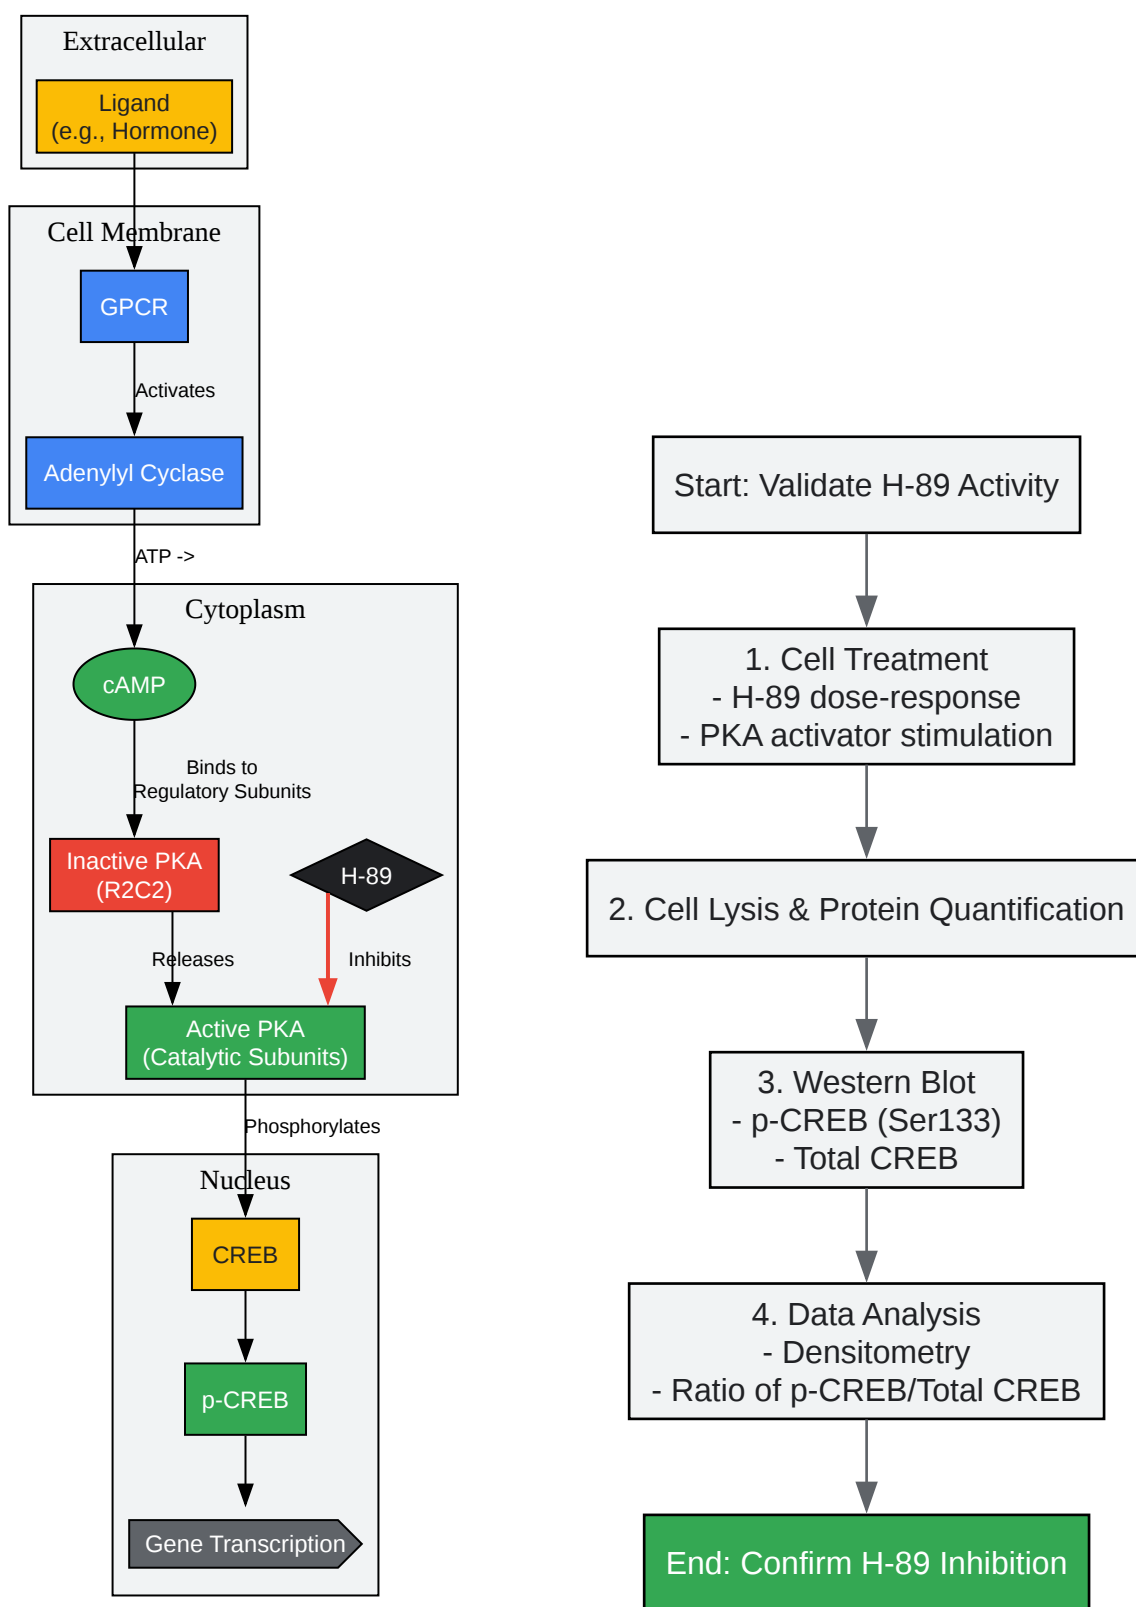 Extracellular
Ligand
(e.g., Hormone)
Cell Membrane
GPCR
Activates
Adenylyl Cyclase
ATP ->
Cytoplasm
cAMP
Binds to
Regulatory Subunits
Inactive PKA
(R2C2)
H-89
Releases
Inhibits
Active PKA
(Catalytic Subunits)
Phosphorylates
Nucleus
CREB
p-CREB
Gene Transcription
Start: Validate H-89 Activity
1. Cell Treatment
- H-89 dose-response
- PKA activator stimulation
2. Cell Lysis & Protein Quantification
3. Western Blot
- p-CREB (Ser133)
- Total CREB
4. Data Analysis
- Densitometry
- Ratio of p-CREB/Total CREB
End: Confirm H-89 Inhibition